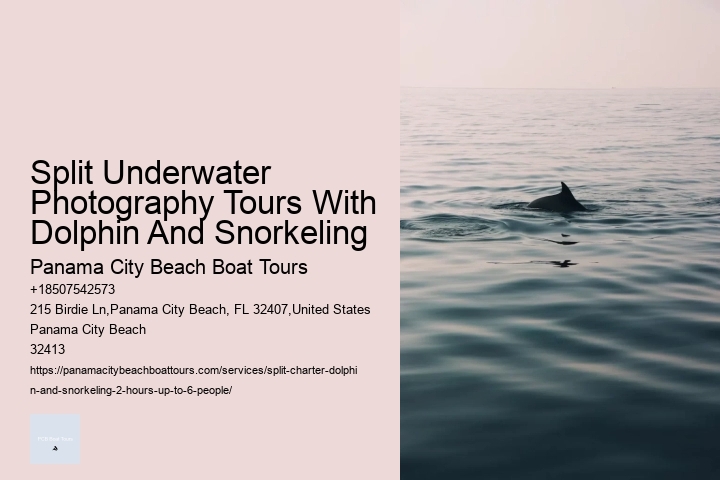 Split Underwater
Photography Tours With
Dolphin And Snorkeling
Panama City Beach Boat Tours
+18507542573
215 Birdie Ln,Panama City Beach, FL 32407,United States
Panama City Beach
32413
https://panamacitybeachboattours.com/services/split-charter-dolphi
n-and-snorkeling-2-hours-up-to-6-people/